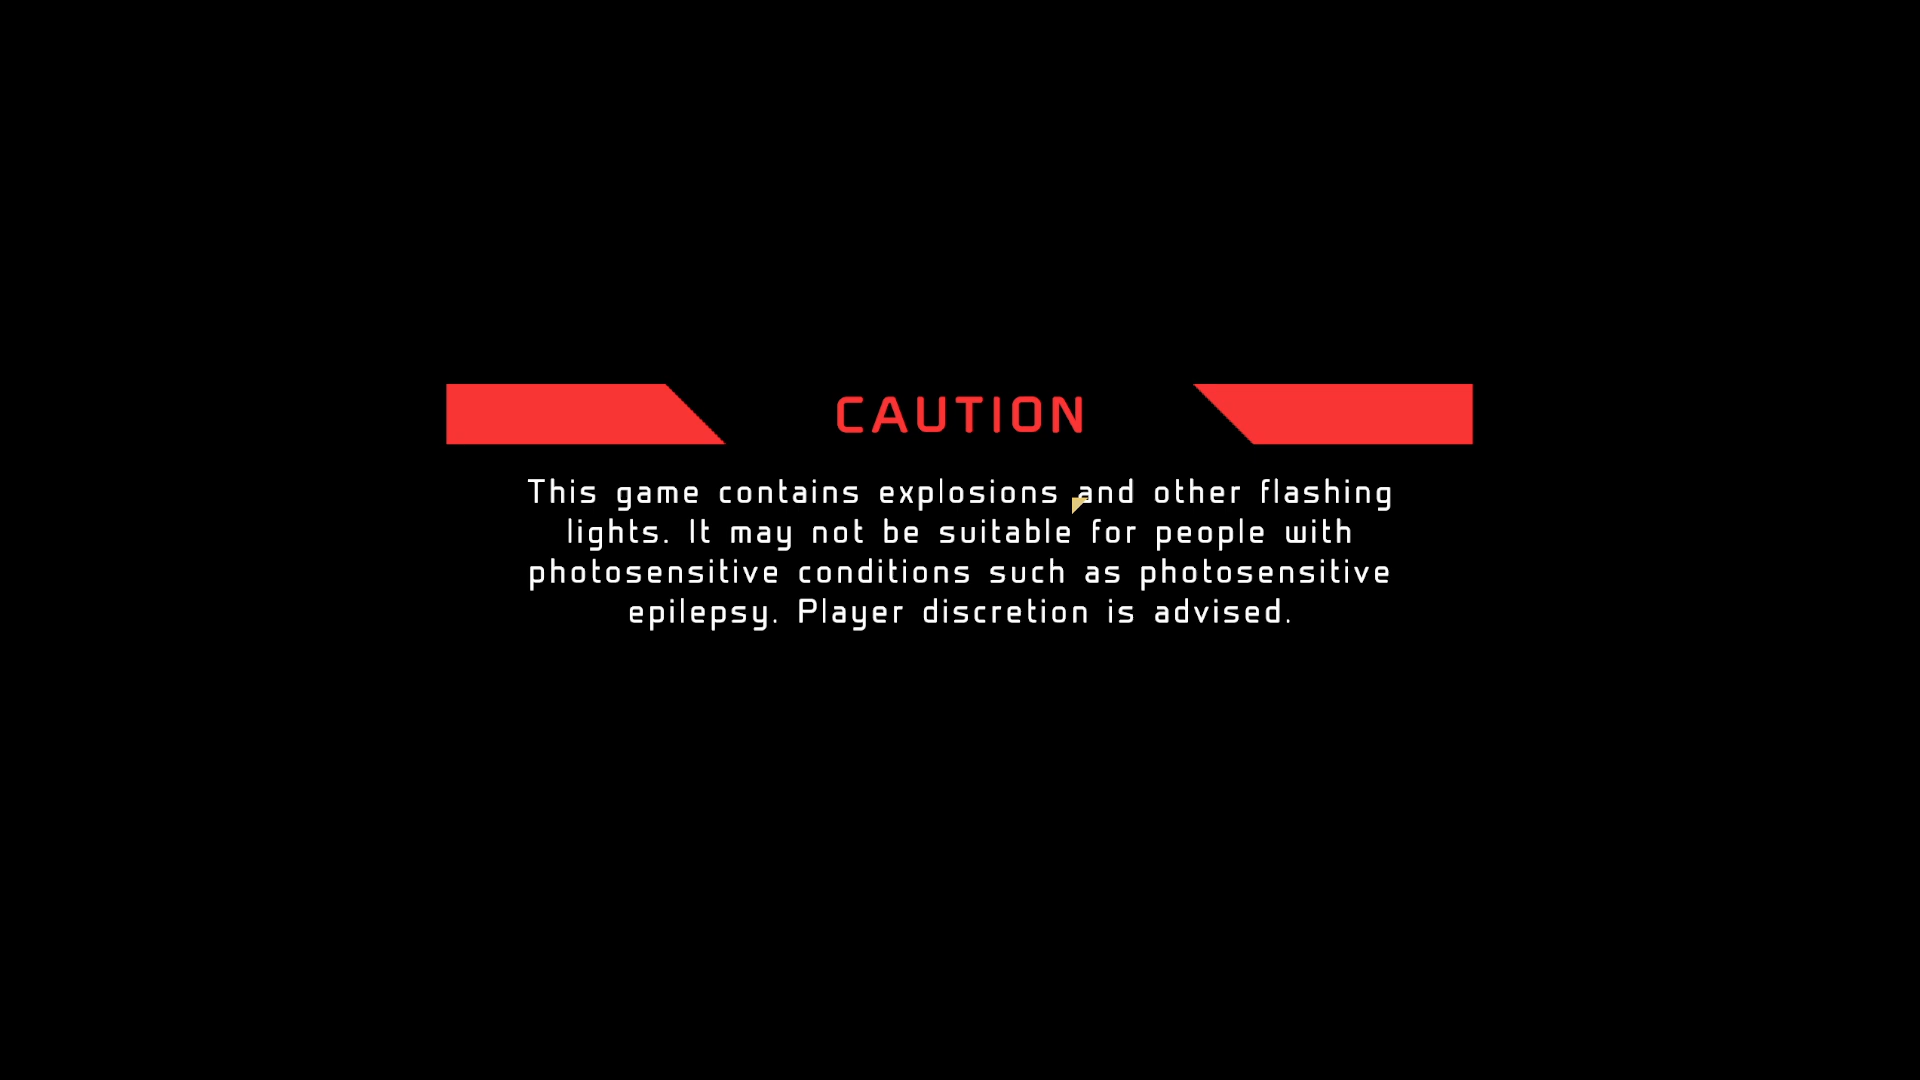 CAUTION
This game contains explosions and other flashing
lights. It may not be suitable for people with
photosensitive conditions such as photosensitive
epilepsy. Player discretion is advised.